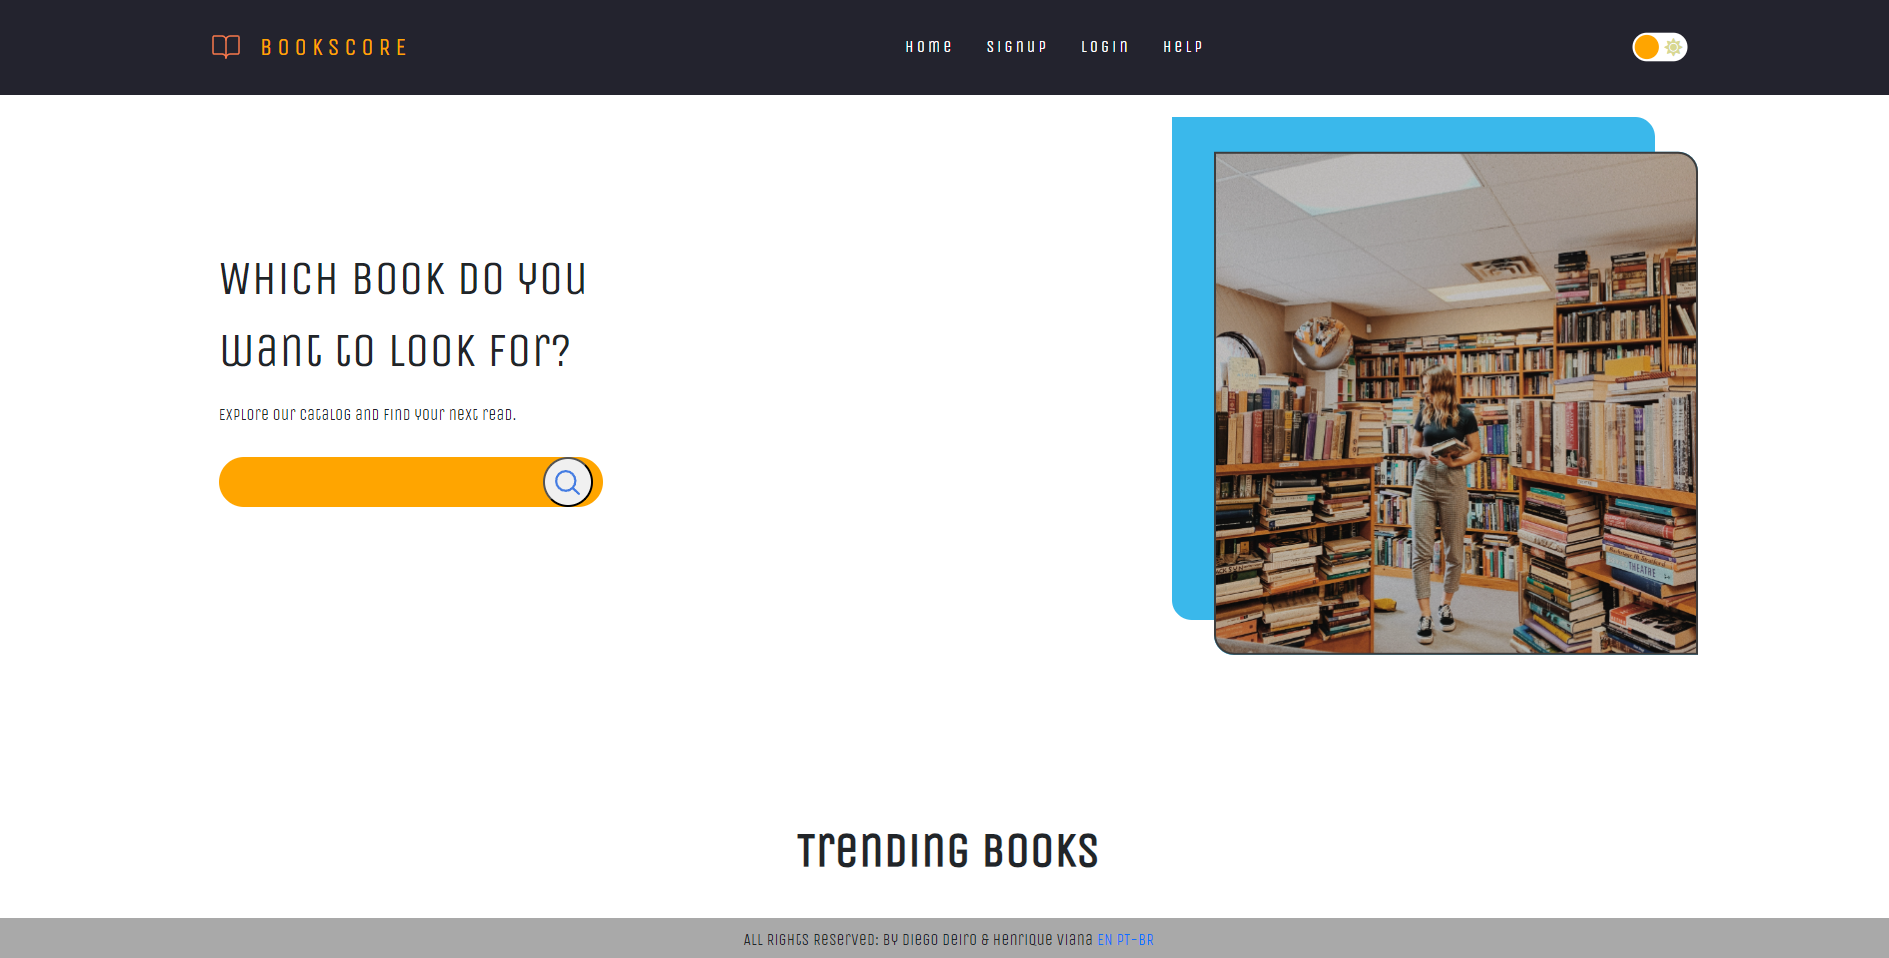 BOOKSCORE
Home
Signup
Login
Help
Which Book Do You
Want to Look For?
Explore our catalog and find your next read.
THEATRE
Trending Books
All Rights Reserved: By Diego Deiro & Henrique Viana EN PT-BR